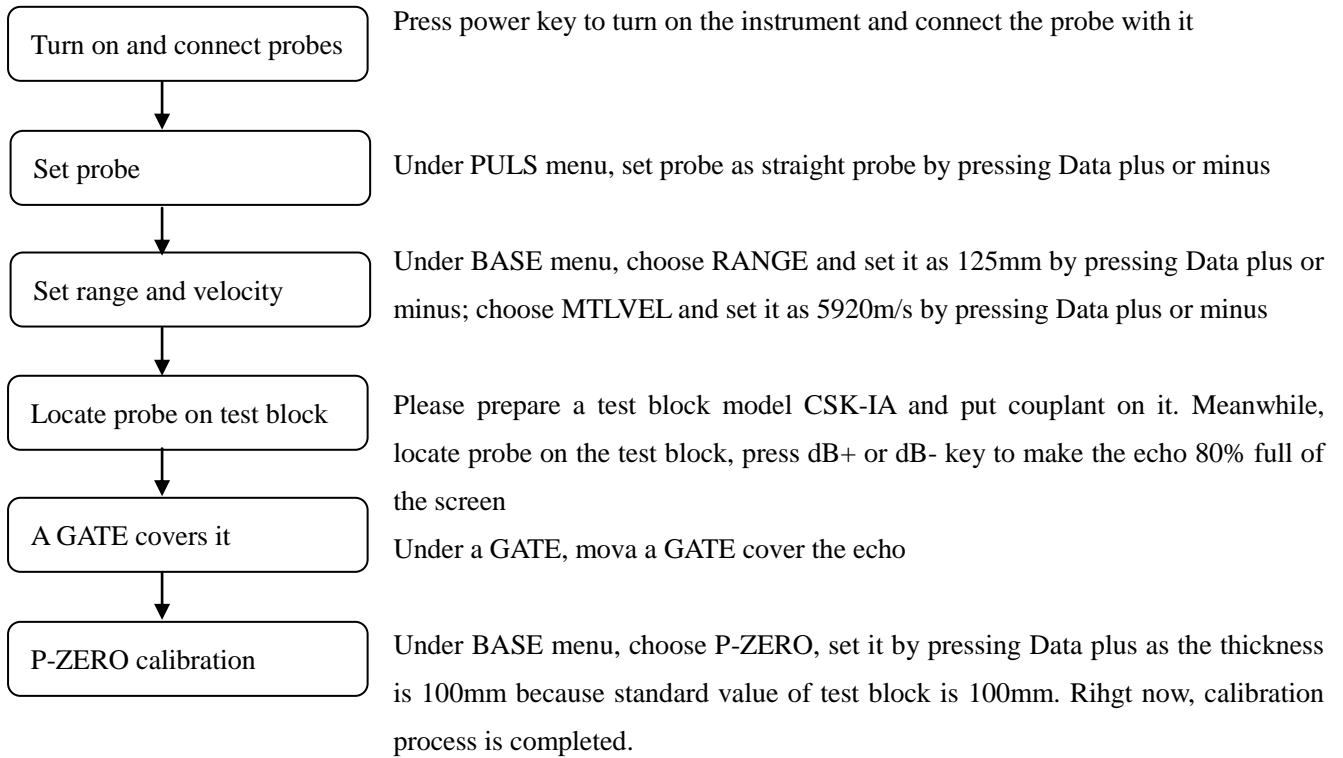 Turn on and connect probes
Press power key to turn on the instrument and connect the probe with it
Set probe
Under PULS menu, set probe as straight probe by pressing Data plus or minus
Set range and velocity
Under BASE menu, choose RANGE and set it as 125mm by pressing Data plus or
minus; choose MTLVEL and set it as 5920m/s by pressing Data plus or minus
Locate probe on test block
Please prepare a test block model CSK-IA and put couplant on it. Meanwhile,
locate probe on the test block, press dB+ or dB- key to make the echo 80% full of
the screen
A GATE covers it
Under a GATE, mova a GATE cover the echo
P-ZERO calibration
Under BASE menu, choose P-ZERO, set it by pressing Data plus as the thickness
is 100mm because standard value of test block is 100mm. Rihgt now, calibration
process is completed.